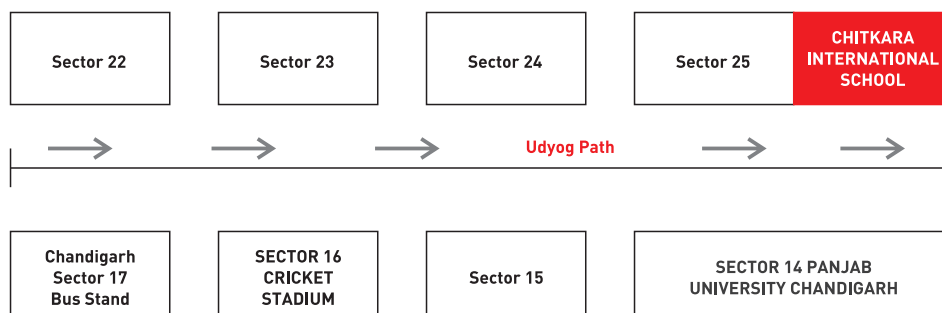 Sector 22
Sector 23
Sector 24
Sector 25
CHITKARA
INTERNATIONAL
SCHOOL
Udyog Path
Chandigarh
Sector 17
Bus Stand
SECTOR 16
CRICKET
STADIUM
Sector 15
SECTOR 14 PANJAB
UNIVERSITY CHANDIGARH